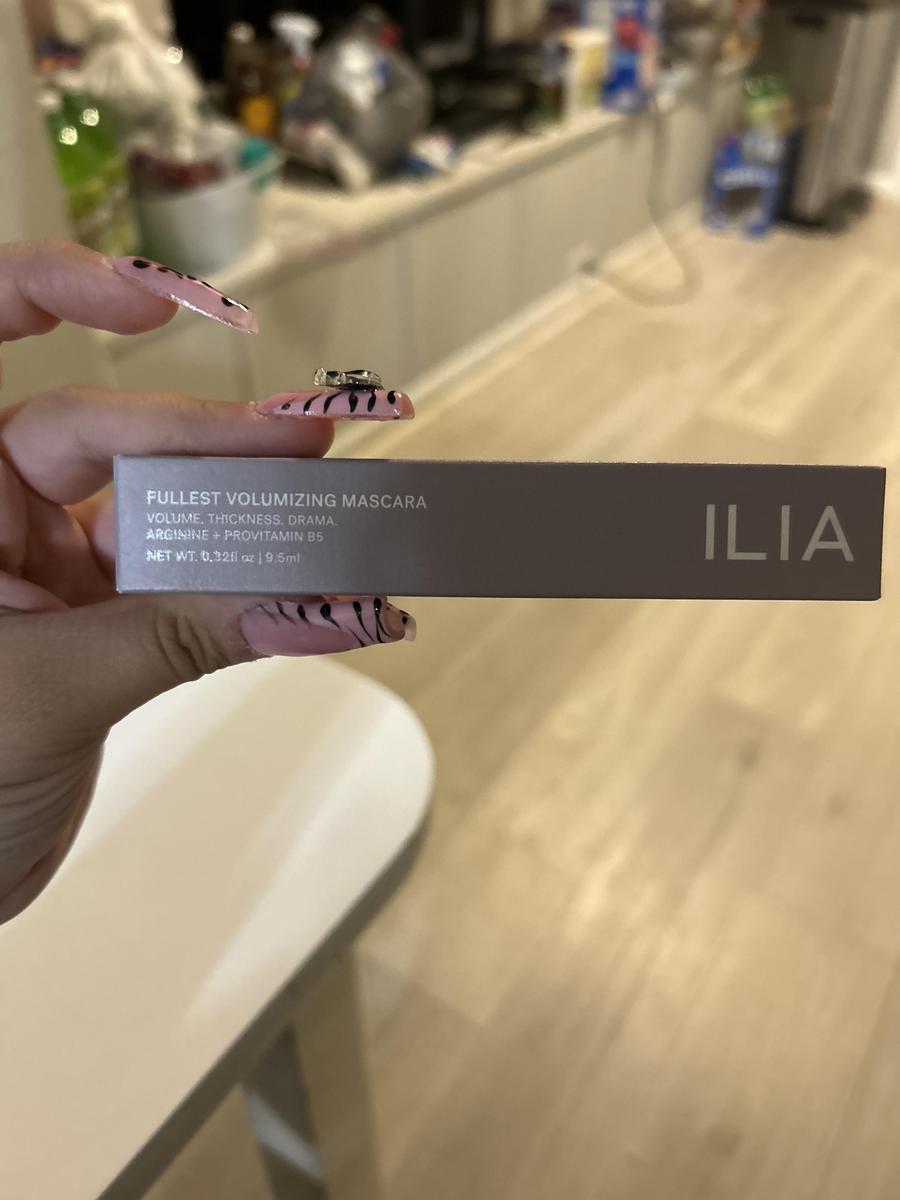 FULLEST VOLUMIZING MASCARA
VOLUME. THICKNESS. DRAMA.
ARGININE + PROVITAMIN B5
NET WT. 0.32fl oz | 9.5ml
ILIA